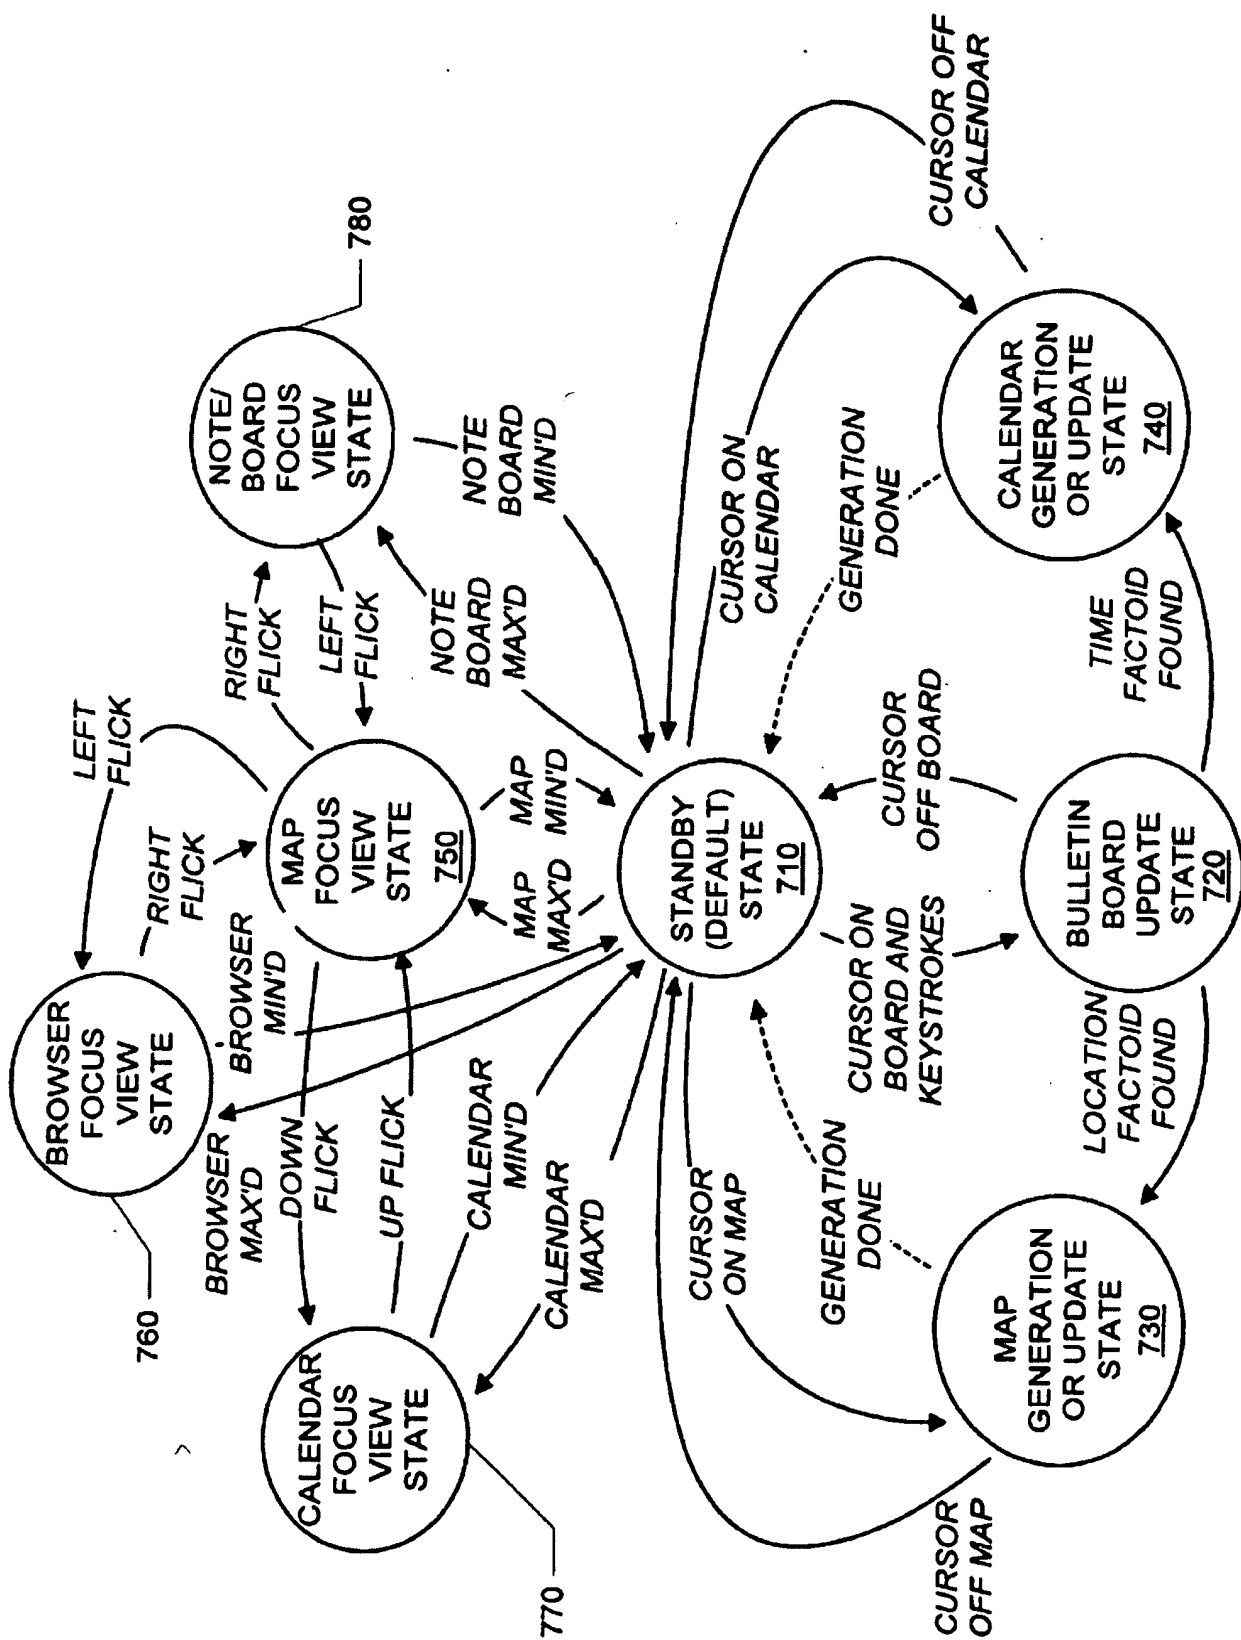 760
BROWSER
FOCUS
VIEW
STATE
LEFT
FLICK
RIGHT
FLICK
BROWSER
MIN'D
BROWSER
MAX'D
DOWN
FLICK
UP FLICK
770
CALENDAR
FOCUS
VIEW
STATE
MAP
FOCUS
VIEW
STATE
750
RIGHT
FLICK
LEFT
FLICK
780
NOTE/
BOARD
FOCUS
VIEW
STATE
CALENDAR
MIN'D
CALENDAR
MAX'D
MAP
MAX'D
MAP
MIN'D
NOTE
BOARD
MAX'D
NOTE
BOARD
MIN'D
STANDBY
(DEFAULT)
STATE
710
CURSOR
ON MAP
CURSOR ON
CALENDAR
CURSOR
OFF MAP
GENERATION
DONE
CURSOR ON
BOARD AND
KEYSTROKES
CURSOR
OFF BOARD
GENERATION
DONE
CURSOR OFF
CALENDAR
MAP
GENERATION
OR UPDATE
STATE
730
LOCATION
FACTOID
FOUND
BULLETIN
BOARD
UPDATE
STATE
720
TIME
FACTOID
FOUND
CALENDAR
GENERATION
OR UPDATE
STATE
740